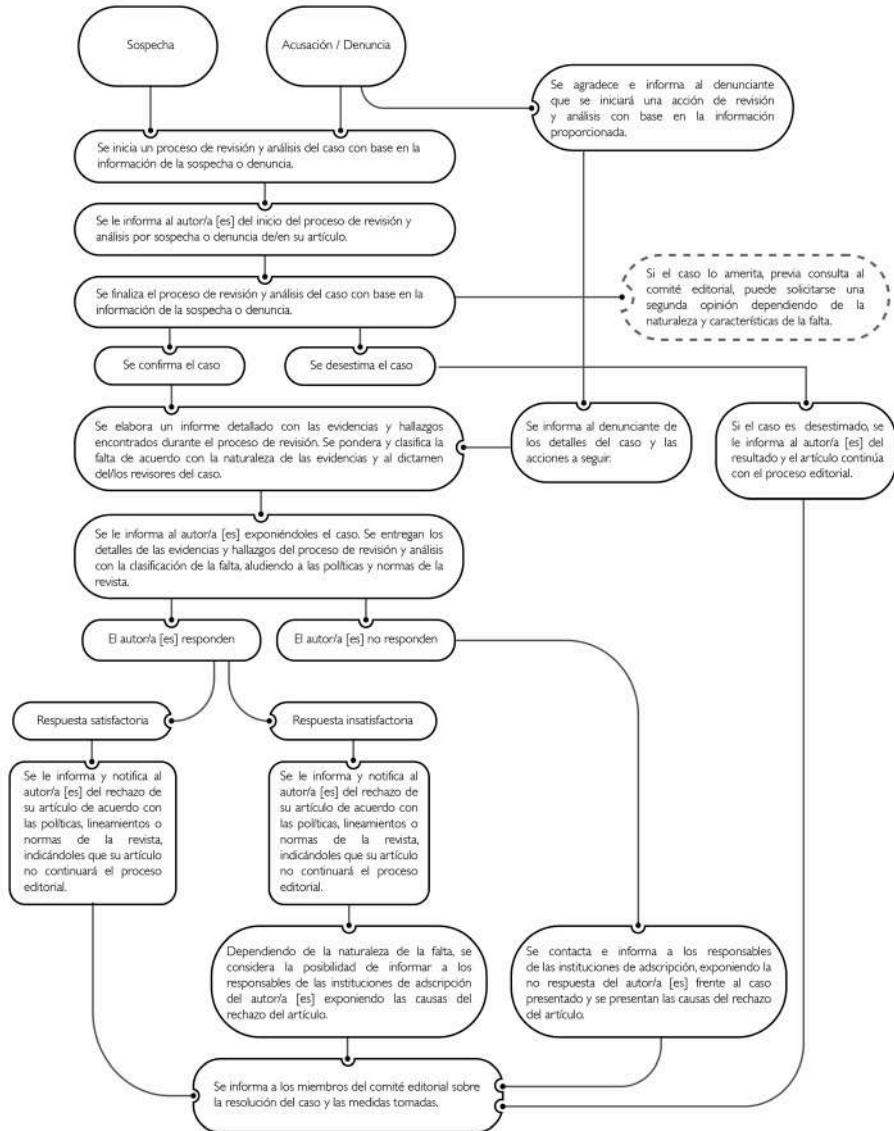 Sospecha
Acusación / Denuncia
Se agradece e informa al denunciante
que se iniciará una acción de revisión
y análisis con base en la información
proporcionada.
Se inicia un proceso de revisión y análisis del caso con base en la
información de la sospecha o denuncia.
Se le informa al autor/a [es] del inicio del proceso de revisión y
análisis por sospecha o denuncia de/en su artículo.
Se finaliza el proceso de revisión y análisis del caso con base en la
información de la sospecha o denuncia.
Si el caso lo amerita, previa consulta al
comité editorial, puede solicitarse una
segunda opinión dependiendo de la
naturaleza y características de la falta.
Se confirma el caso
Se desestima el caso
Se elabora un informe detallado con las evidencias y hallazgos
encontrados durante el proceso de revisión. Se pondera y clasifica la
falta de acuerdo con la naturaleza de las evidencias y al dictamen
del/los revisores del caso.
Se informa al denunciante de
los detalles del caso y las
acciones a seguir.
Si el caso es desestimado, se
le informa al autor/a [es] del
resultado y el artículo continúa
con el proceso editorial.
Se le informa al autor/a [es] exponiéndoles el caso. Se entregan los
detalles de las evidencias y hallazgos del proceso de revisión y análisis
con la clasificación de la falta, aludiendo a las políticas y normas de la
revista.
El autor/a [es] responden
El autor/a [es] no responden
Respuesta satisfactoria
Respuesta insatisfactoria
Se le informa y notifica al
autor/a [es] del rechazo de
su artículo de acuerdo con
las políticas, lineamientos o
normas de la revista,
indicándoles que su artículo
no continuará el proceso
editorial.
Se le informa y notifica al
autor/a [es] del rechazo de
su artículo de acuerdo con
las políticas, lineamientos o
normas de la revista,
indicándoles que su artículo
no continuará el proceso
editorial.
Dependiendo de la naturaleza de la falta, se
considera la posibilidad de informar a los
responsables de las instituciones de adscripción
del autor/a [es] exponiendo las causas del
rechazo del artículo.
Se contacta e informa a los responsables
de las instituciones de adscripción, exponiendo la
no respuesta del autor/a [es] frente al caso
presentado y se presentan las causas del rechazo
del artículo.
Se informa a los miembros del comité editorial sobre
la resolución del caso y las medidas tomadas.